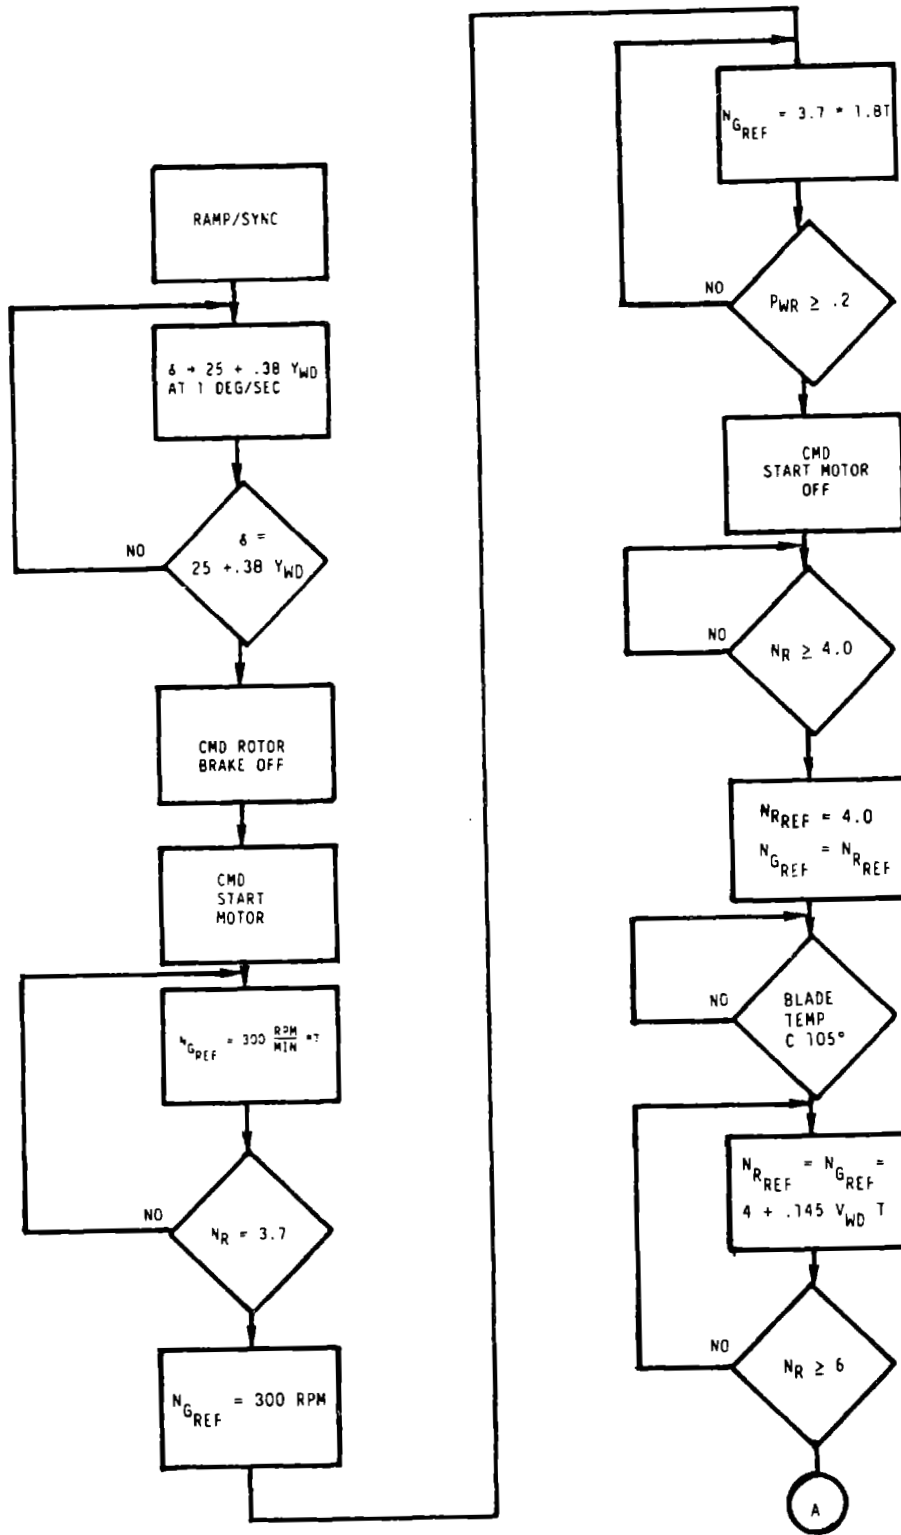 RAMP/SYNC
δ → 25 + .38 Y_WD
AT 1 DEG/SEC
δ =
25 +.38 Y_WD
NO
CMD ROTOR
BRAKE OFF
CMD
START
MOTOR
N_G_REF = 300 RPM/MIN *T
N_R = 3.7
NO
N_G_REF = 300 RPM
N_G_REF = 3.7 * 1.8T
NO
P_WR ≥ .2
CMD
START MOTOR
OFF
NO
N_R ≥ 4.0
N_R_REF = 4.0
N_G_REF = N_R_REF
NO
BLADE
TEMP
C 105°
N_R_REF = N_G_REF =
4 + .145 V_WD T
NO
N_R ≥ 6
A